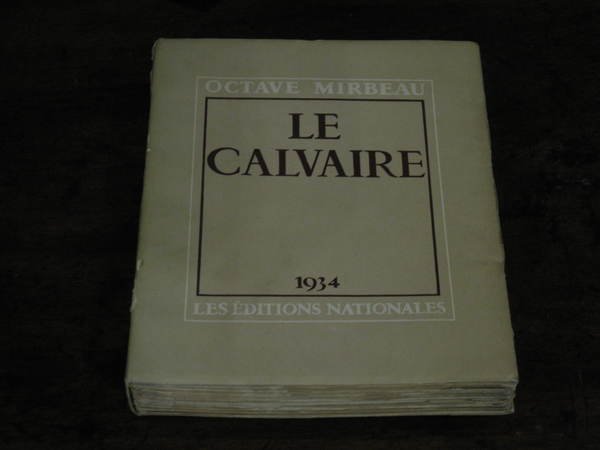 OCTAVE MIRBEAU
LE
CALVAIRE
1934
LES ÉDITIONS NATIONALES